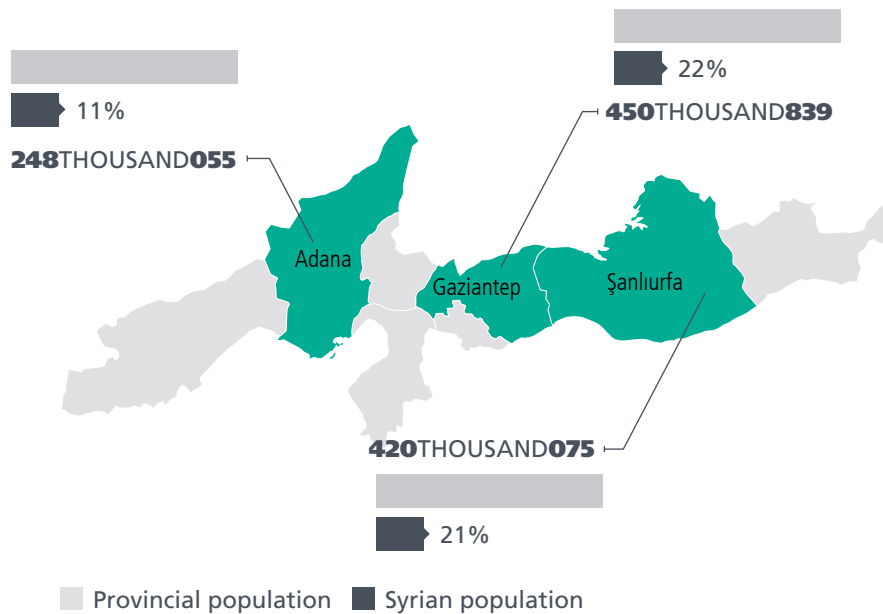 22%
450THOUSAND839
11%
248THOUSAND055
Adana
Gaziantep
Şanlıurfa
420THOUSAND075
21%
Provincial population
Syrian population